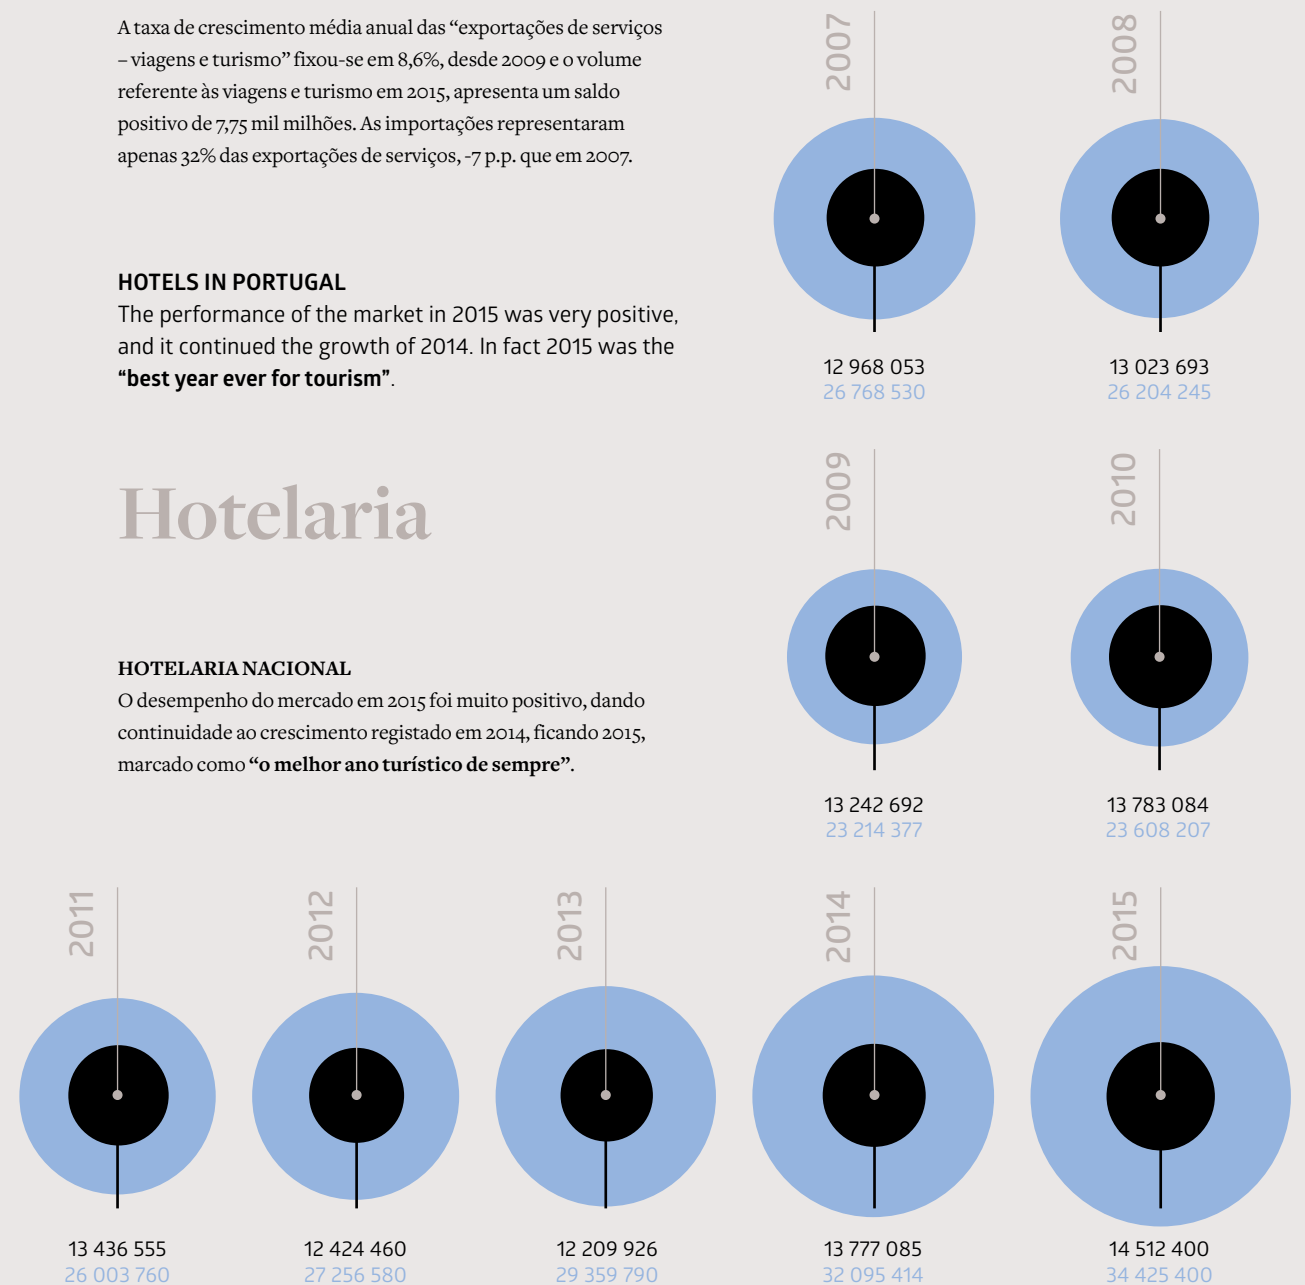 A taxa de crescimento média anual das “exportações de serviços
– viagens e turismo” fixou-se em 8,6%, desde 2009 e o volume
referente às viagens e turismo em 2015, apresenta um saldo
positivo de 7,75 mil milhões. As importações representaram
apenas 32% das exportações de serviços, -7 p.p. que em 2007.
HOTELS IN PORTUGAL
The performance of the market in 2015 was very positive,
and it continued the growth of 2014. In fact 2015 was the
“best year ever for tourism”.
Hotelaria
HOTELARIA NACIONAL
O desempenho do mercado em 2015 foi muito positivo, dando
continuidade ao crescimento registado em 2014, ficando 2015,
marcado como “o melhor ano turístico de sempre”.
2007
12 968 053
26 768 530
2008
13 023 693
26 204 245
2009
13 242 692
23 214 377
2010
13 783 084
23 608 207
2011
13 436 555
26 003 760
2012
12 424 460
27 256 580
2013
12 209 926
29 359 790
2014
13 777 085
32 095 414
2015
14 512 400
34 425 400